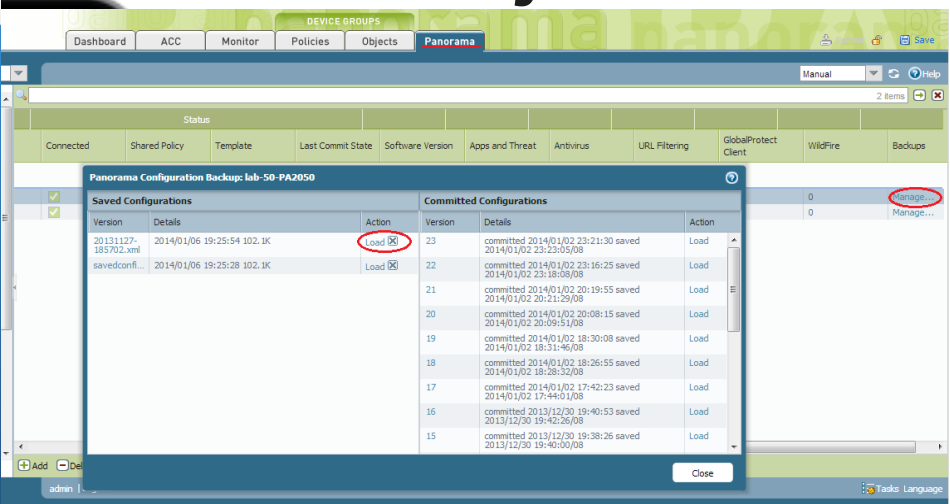 DEVICE GROUPS
Dashboard ACC Monitor Policies Objects Panorama
Save
Manual Help
2 items
Status
Connected Shared Policy Template Last Commit State Software Version Apps and Threat Antivirus URL Filtering GlobalProtect Client WildFire Backups
Panorama Configuration Backup: lab-50-PA2050
0 Manage...
0 Manage...
Saved Configurations
Version Details Action
20131127-185702.xml 2014/01/06 19:25:54 102.1K Load
savedconfi... 2014/01/06 19:25:28 102.1K Load
Committed Configurations
Version Details Action
23 committed 2014/01/02 23:21:30 saved Load
2014/01/02 23:23:05/08
22 committed 2014/01/02 23:16:25 saved Load
2014/01/02 23:18:08/08
21 committed 2014/01/02 20:19:55 saved Load
2014/01/02 20:21:29/08
20 committed 2014/01/02 20:08:15 saved Load
2014/01/02 20:09:51/08
19 committed 2014/01/02 18:30:08 saved Load
2014/01/02 18:31:46/08
18 committed 2014/01/02 18:26:55 saved Load
2014/01/02 18:28:32/08
17 committed 2014/01/02 17:42:23 saved Load
2014/01/02 17:44:01/08
16 committed 2013/12/30 19:40:53 saved Load
2013/12/30 19:42:26/08
15 committed 2013/12/30 19:38:26 saved Load
2013/12/30 19:40:00/08
Close
Add Del
admin
Tasks Language